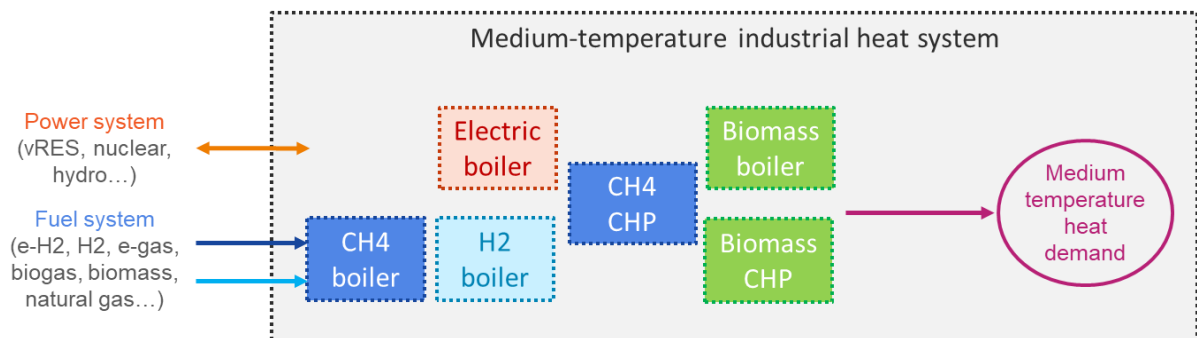 Medium-temperature industrial heat system
Power system
(vRES, nuclear,
hydro…)
Fuel system
(e-H2, H2, e-gas,
biogas, biomass,
natural gas…)
Electric
boiler
CH4
boiler
H2
boiler
CH4
CHP
Biomass
boiler
Biomass
CHP
Medium
temperature
heat
demand